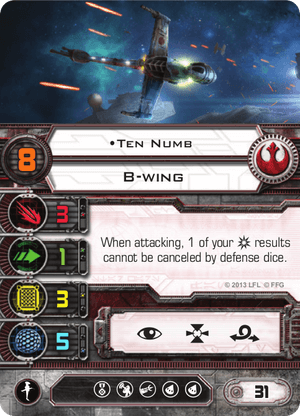 •Ten Numb
8
B-wing
3
1
3
5
When attacking, 1 of your results
cannot be canceled by defense dice.
© 2013 LFL © FFG
31